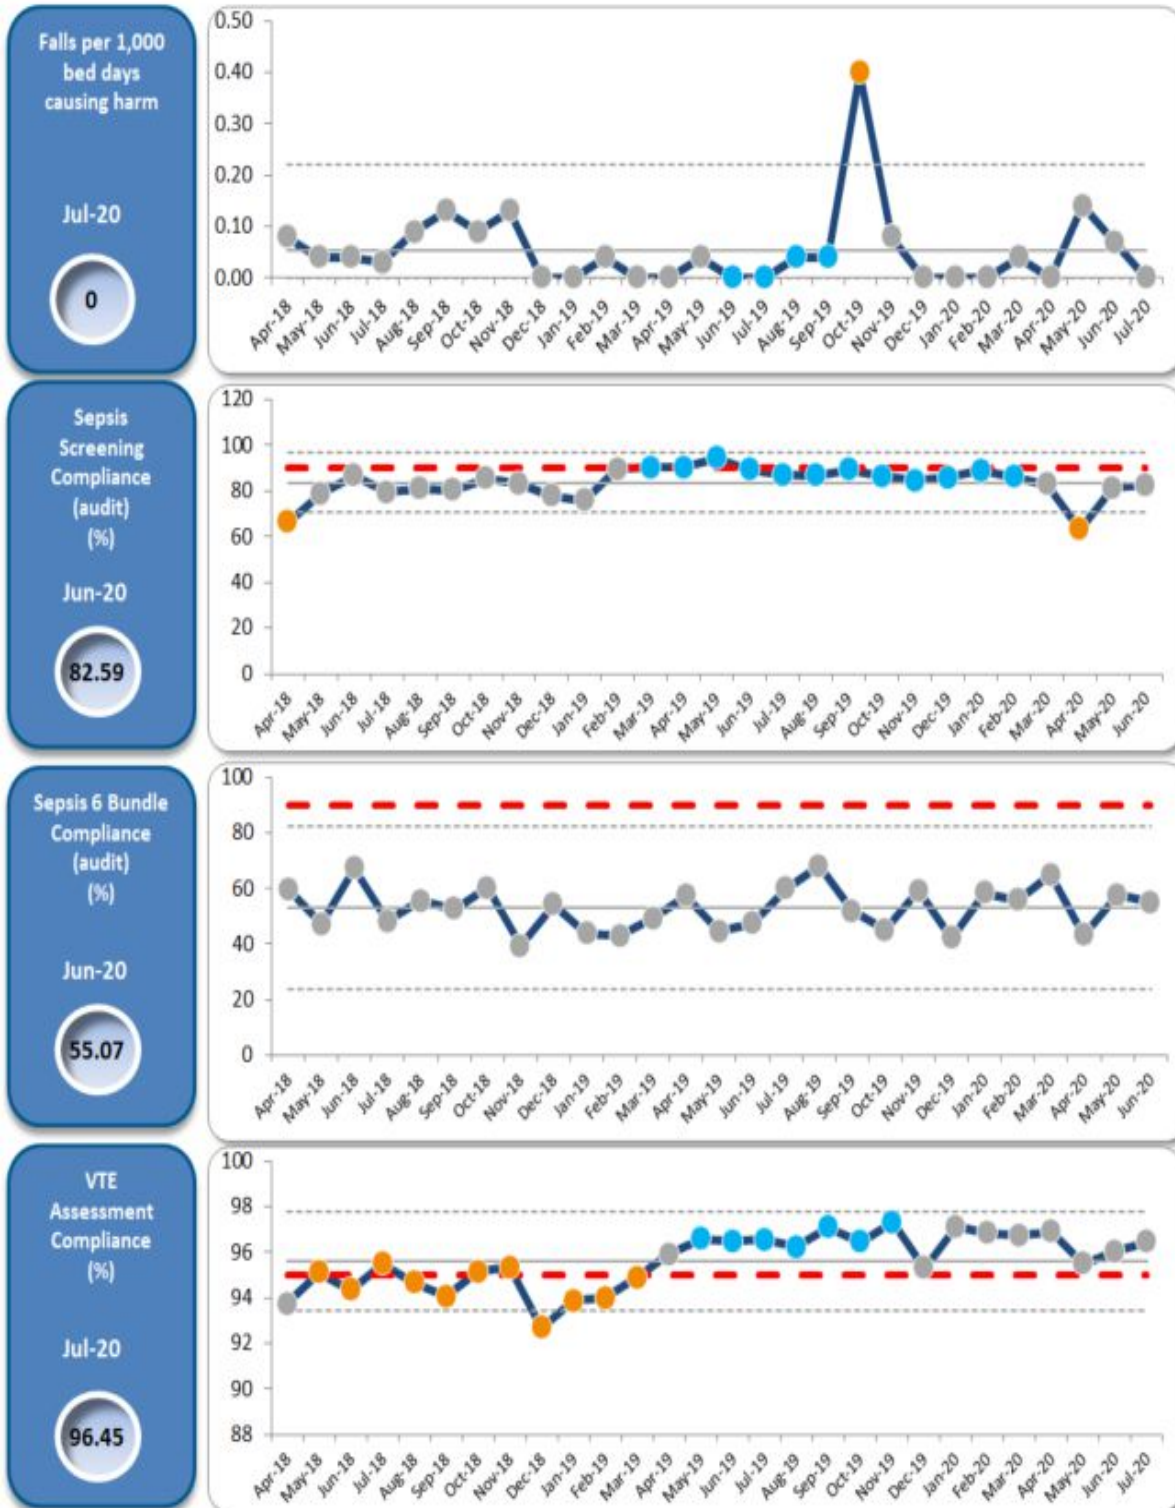 Falls per 1,000
bed days
causing harm
Jul-20
0
0.50
0.40
0.30
0.20
0.10
0.00
Apr-18
May-18
Jun-18
Jul-18
Aug-18
Sep-18
Oct-18
Nov-18
Dec-18
Jan-19
Feb-19
Mar-19
Apr-19
May-19
Jun-19
Jul-19
Aug-19
Sep-19
Oct-19
Nov-19
Dec-19
Jan-20
Feb-20
Mar-20
Apr-20
May-20
Jun-20
Jul-20
Sepsis
Screening
Compliance
(audit)
(%)
Jun-20
82.59
120
100
80
60
40
20
0
Apr-18
May-18
Jun-18
Jul-18
Aug-18
Sep-18
Oct-18
Nov-18
Dec-18
Jan-19
Feb-19
Mar-19
Apr-19
May-19
Jun-19
Jul-19
Aug-19
Sep-19
Oct-19
Nov-19
Dec-19
Jan-20
Feb-20
Mar-20
Apr-20
May-20
Jun-20
Sepsis 6 Bundle
Compliance
(audit)
(%)
Jun-20
55.07
100
80
60
40
20
0
Apr-18
May-18
Jun-18
Jul-18
Aug-18
Sep-18
Oct-18
Nov-18
Dec-18
Jan-19
Feb-19
Mar-19
Apr-19
May-19
Jun-19
Jul-19
Aug-19
Sep-19
Oct-19
Nov-19
Dec-19
Jan-20
Feb-20
Mar-20
Apr-20
May-20
Jun-20
VTE
Assessment
Compliance
(%)
Jul-20
96.45
100
98
96
94
92
90
88
Apr-18
May-18
Jun-18
Jul-18
Aug-18
Sep-18
Oct-18
Nov-18
Dec-18
Jan-19
Feb-19
Mar-19
Apr-19
May-19
Jun-19
Jul-19
Aug-19
Sep-19
Oct-19
Nov-19
Dec-19
Jan-20
Feb-20
Mar-20
Apr-20
May-20
Jun-20
Jul-20